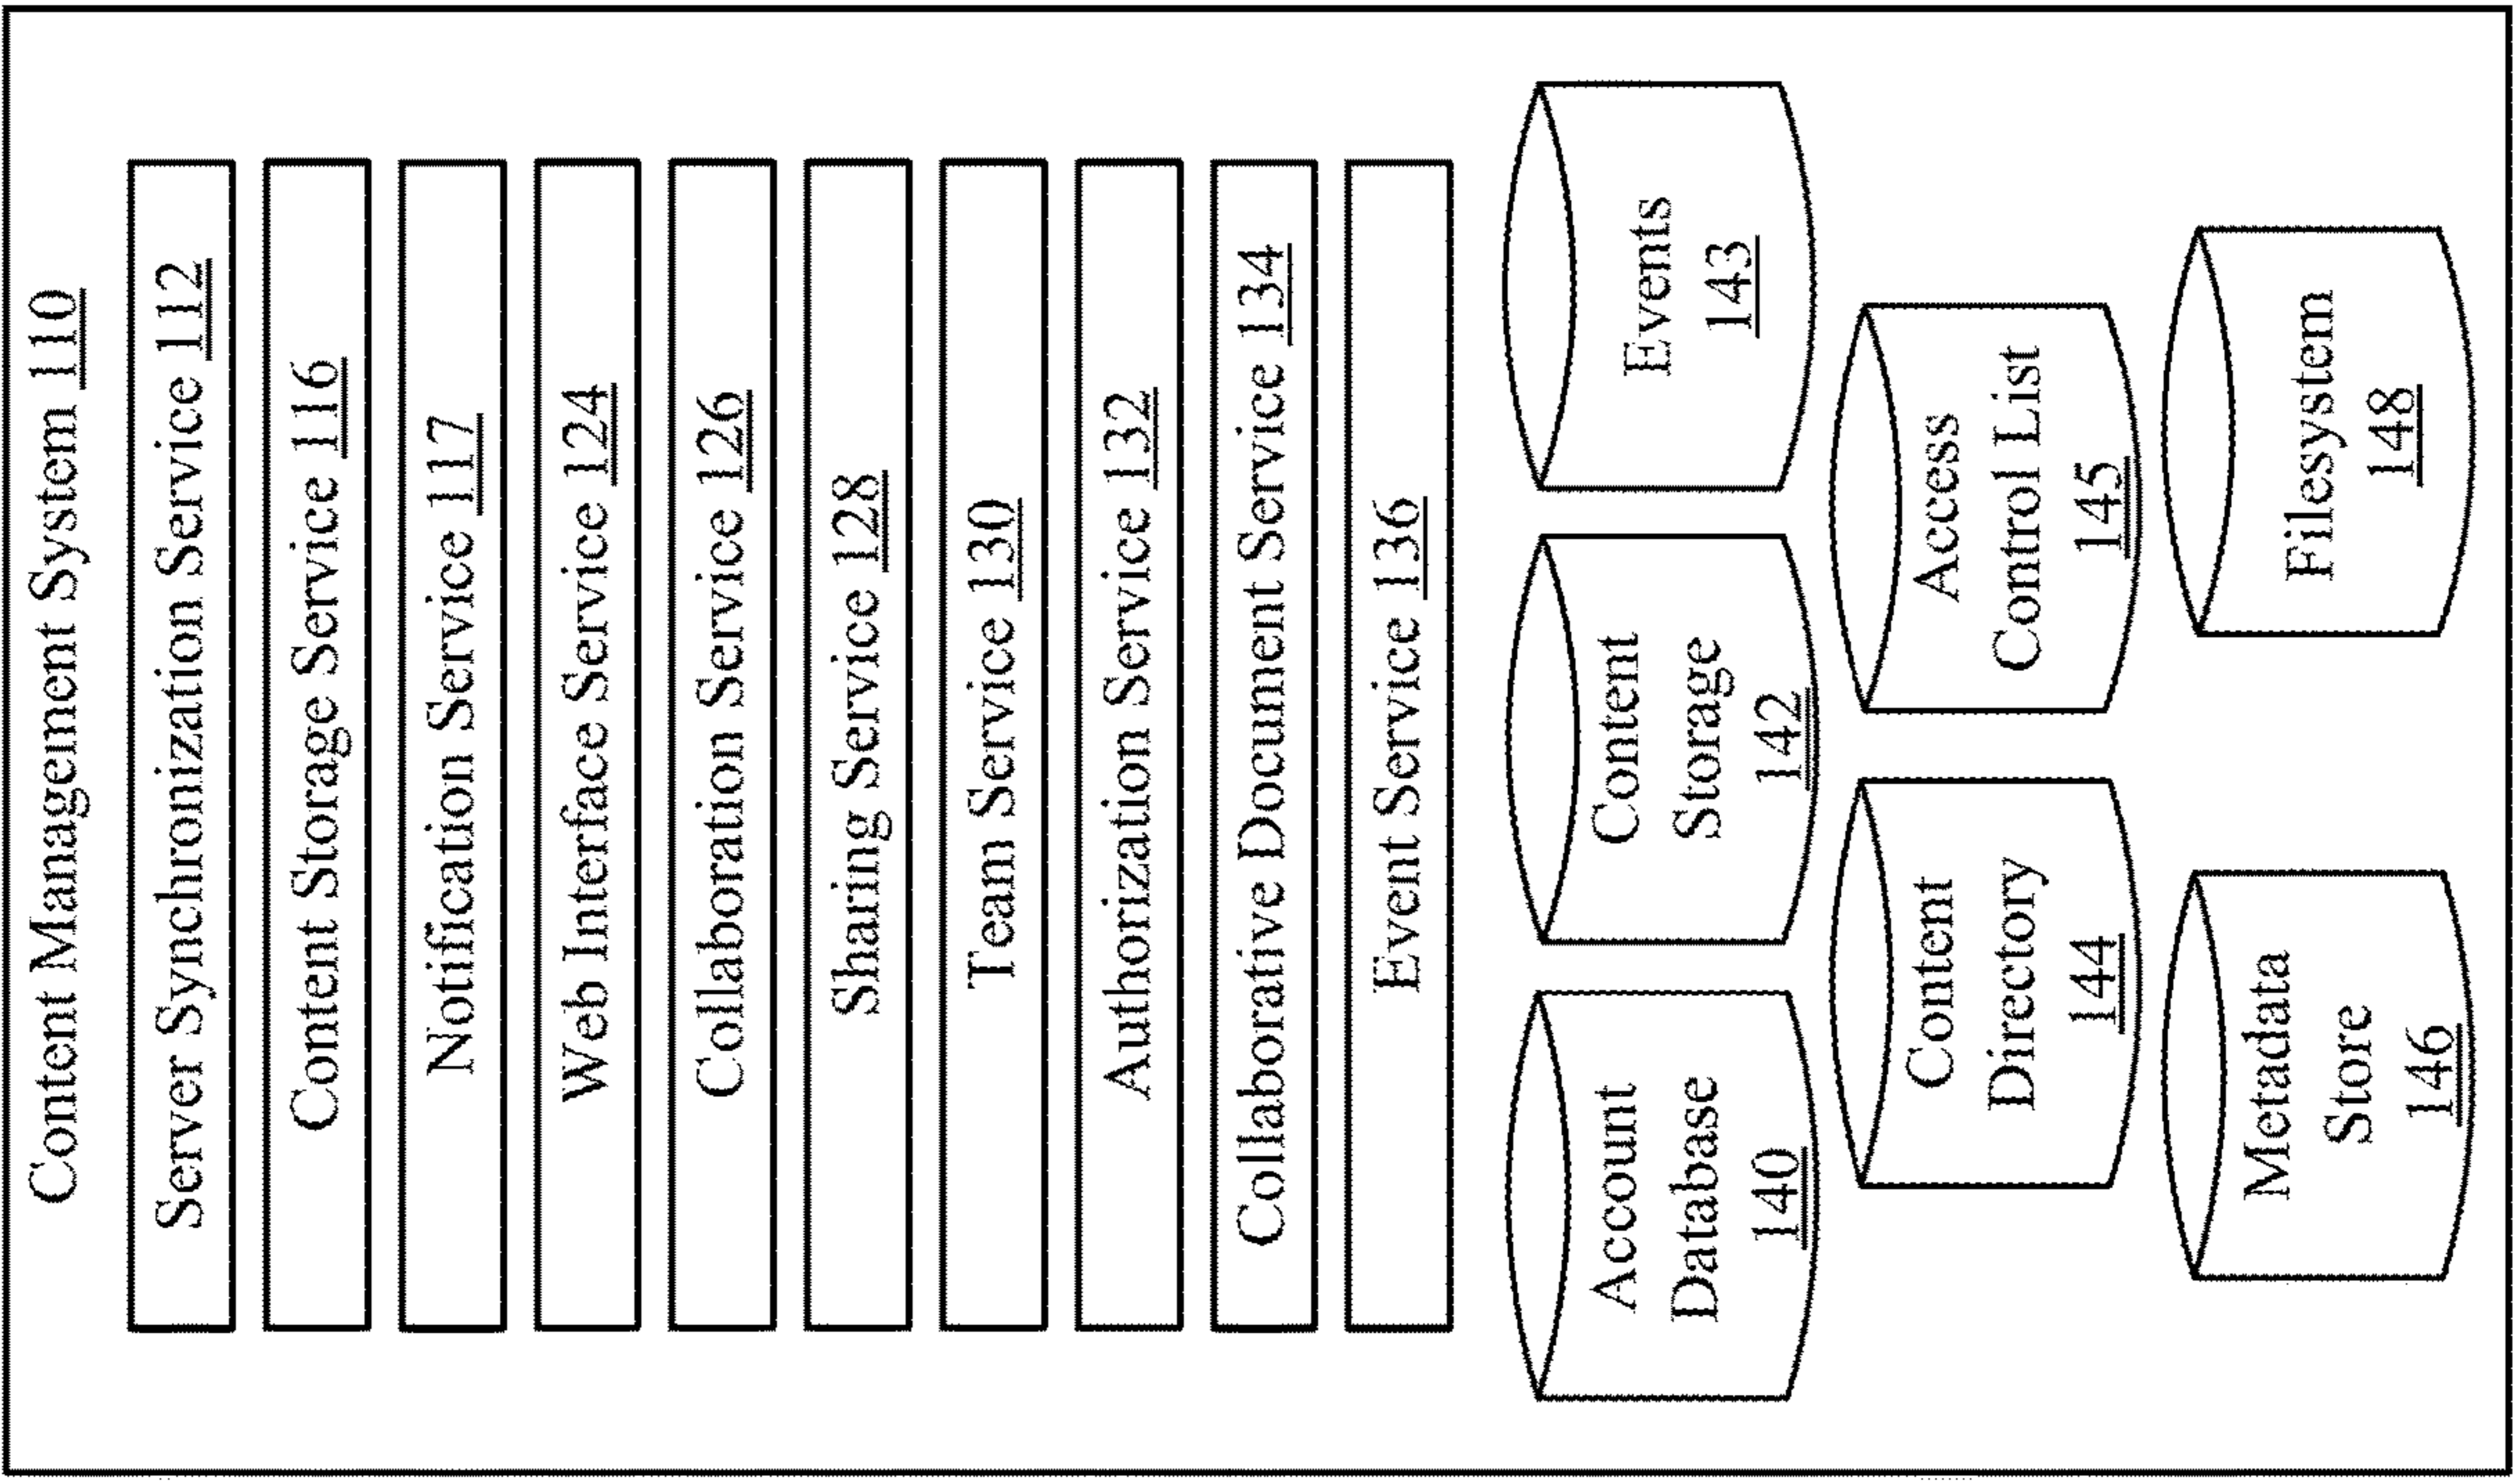 Content Management System 110
Server Synchronization Service 112
Content Storage Service 116
Notification Service 117
Web Interface Service 124
Collaboration Service 126
Sharing Service 128
Team Service 130
Authorization Service 132
Collaborative Document Service 134
Event Service 136
Account
Database
140
Content
Storage
142
Events
143
Content
Directory
144
Access
Control List
145
Metadata
Store
146
Filesystem
148